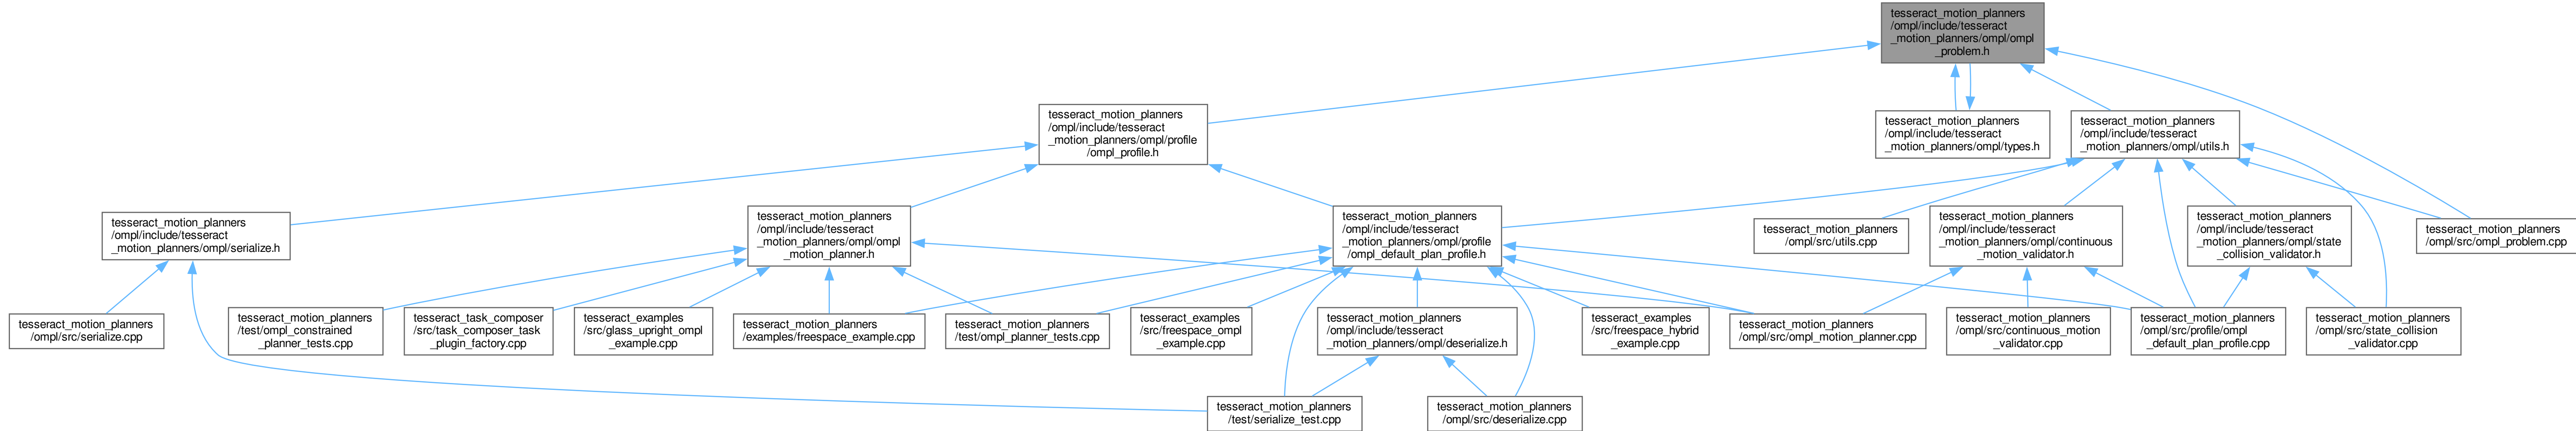 tesseract_motion_planners
/ompl/include/tesseract
_motion_planners/ompl/ompl
_problem.h
tesseract_motion_planners
/ompl/include/tesseract
_motion_planners/ompl/profile
/ompl_profile.h
tesseract_motion_planners
/ompl/include/tesseract
_motion_planners/ompl/types.h
tesseract_motion_planners
/ompl/include/tesseract
_motion_planners/ompl/utils.h
tesseract_motion_planners
/ompl/include/tesseract
_motion_planners/ompl/serialize.h
tesseract_motion_planners
/ompl/include/tesseract
_motion_planners/ompl/ompl
_motion_planner.h
tesseract_motion_planners
/ompl/include/tesseract
_motion_planners/ompl/profile
/ompl_default_plan_profile.h
tesseract_motion_planners
/ompl/src/utils.cpp
tesseract_motion_planners
/ompl/include/tesseract
_motion_planners/ompl/continuous
_motion_validator.h
tesseract_motion_planners
/ompl/include/tesseract
_motion_planners/ompl/state
_collision_validator.h
tesseract_motion_planners
/ompl/src/ompl_problem.cpp
tesseract_motion_planners
/ompl/src/serialize.cpp
tesseract_motion_planners
/test/ompl_constrained
_planner_tests.cpp
tesseract_task_composer
/src/task_composer_task
_plugin_factory.cpp
tesseract_examples
/src/glass_upright_ompl
_example.cpp
tesseract_motion_planners
/examples/freespace_example.cpp
tesseract_motion_planners
/test/ompl_planner_tests.cpp
tesseract_examples
/src/freespace_ompl
_example.cpp
tesseract_motion_planners
/ompl/include/tesseract
_motion_planners/ompl/deserialize.h
tesseract_examples
/src/freespace_hybrid
_example.cpp
tesseract_motion_planners
/ompl/src/ompl_motion_planner.cpp
tesseract_motion_planners
/ompl/src/continuous_motion
_validator.cpp
tesseract_motion_planners
/ompl/src/profile/ompl
_default_plan_profile.cpp
tesseract_motion_planners
/ompl/src/state_collision
_validator.cpp
tesseract_motion_planners
/test/serialize_test.cpp
tesseract_motion_planners
/ompl/src/deserialize.cpp